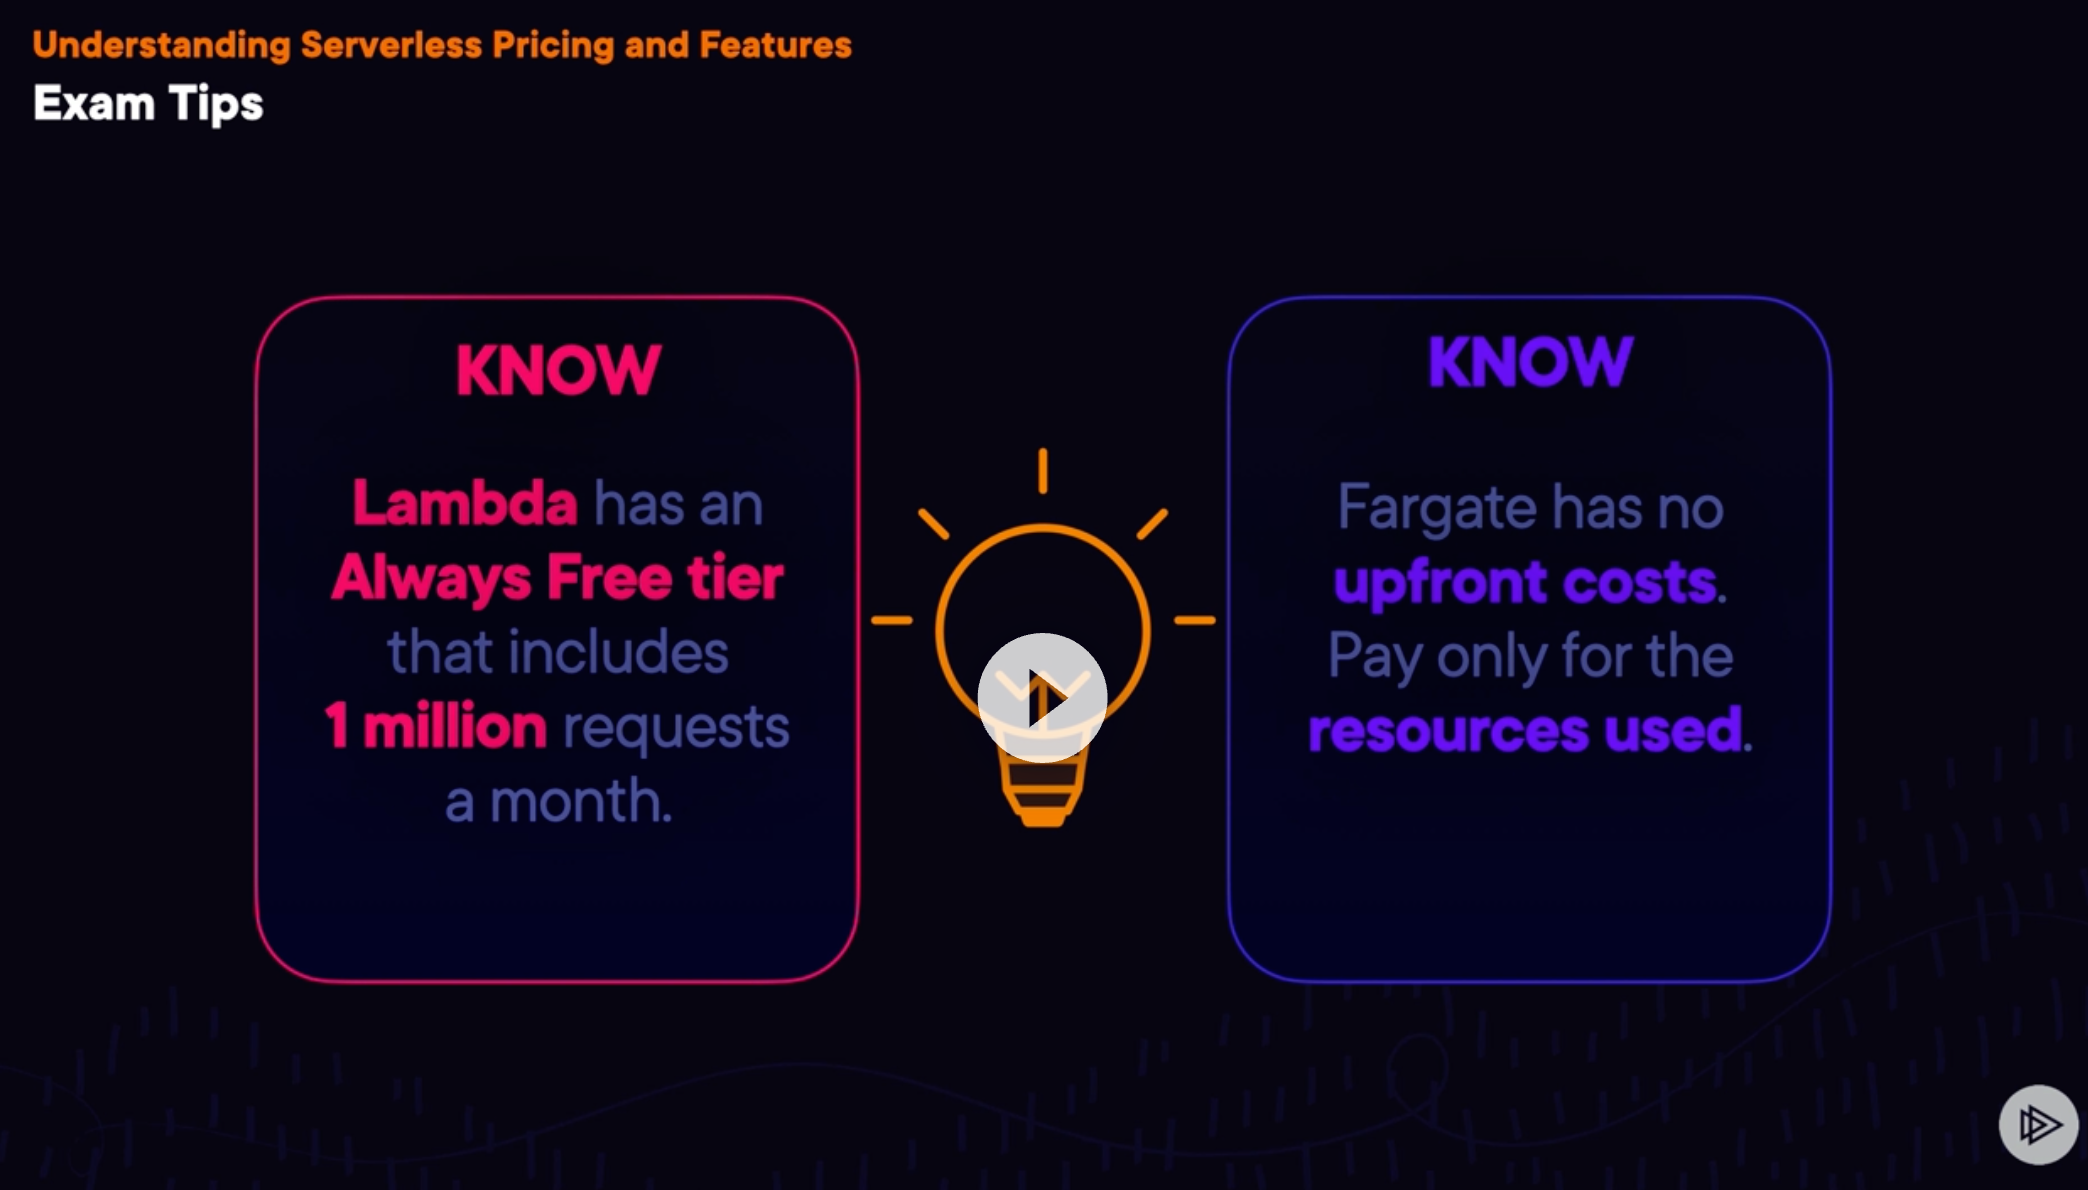 Understanding Serverless Pricing and Features
Exam Tips
KNOW
Lambda has an
Always Free tier
that includes
1 million requests
a month.
KNOW
Fargate has no
upfront costs.
Pay only for the
resources used.